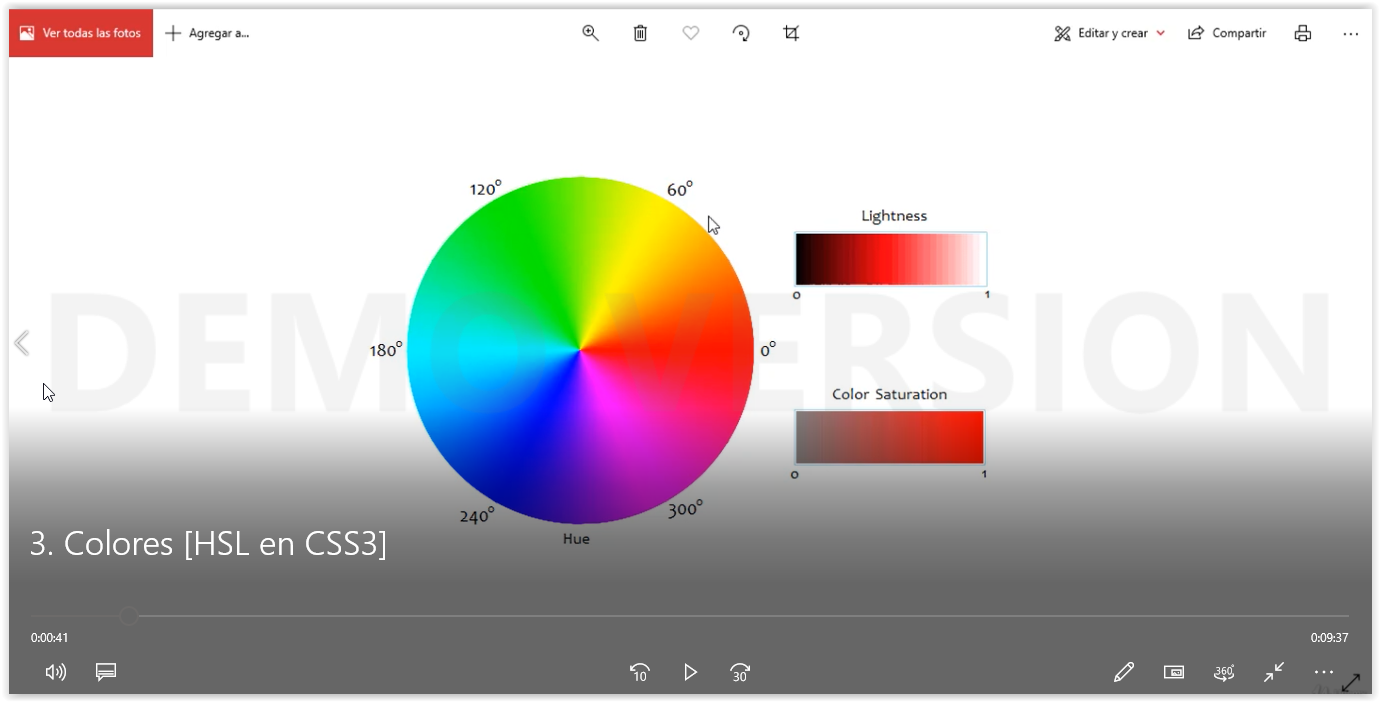 Ver todas las fotos
Agregar a...
Editar y crear
Compartir
120°
60°
Lightness
0
1
180°
0°
DEMO VERSION
Color Saturation
0
1
240°
300°
Hue
3. Colores [HSL en CSS3]
0:00:41
0:09:37
10
30
360°